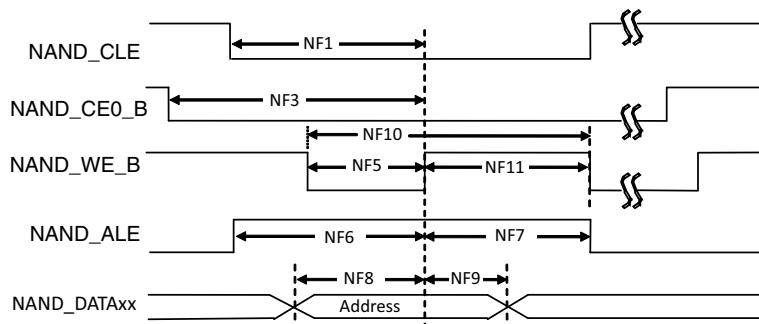 NF1
NAND_CLE
NF3
NAND_CE0_B
NF10
NAND_WE_B NF5 NF11
NAND_ALE NF6 NF7
NF8 NF9
NAND_DATAxx Address